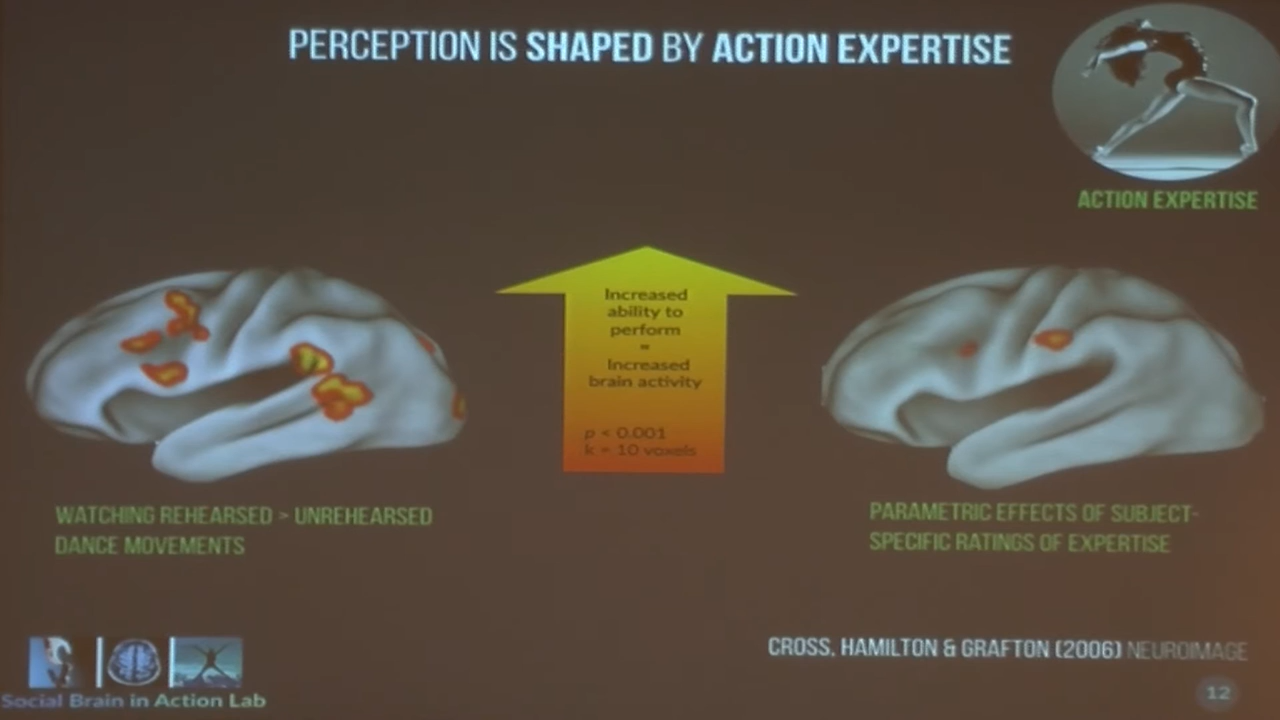 PERCEPTION IS SHAPED BY ACTION EXPERTISE
ACTION EXPERTISE
Increased
ability to
perform
=
Increased
brain activity
p < 0.001
k = 10 voxels
WATCHING REHEARSED > UNREHEARSED
DANCE MOVEMENTS
PARAMETRIC EFFECTS OF SUBJECT-
SPECIFIC RATINGS OF EXPERTISE
CROSS, HAMILTON & GRAFTON (2006) NEUROIMAGE
Social Brain in Action Lab
12